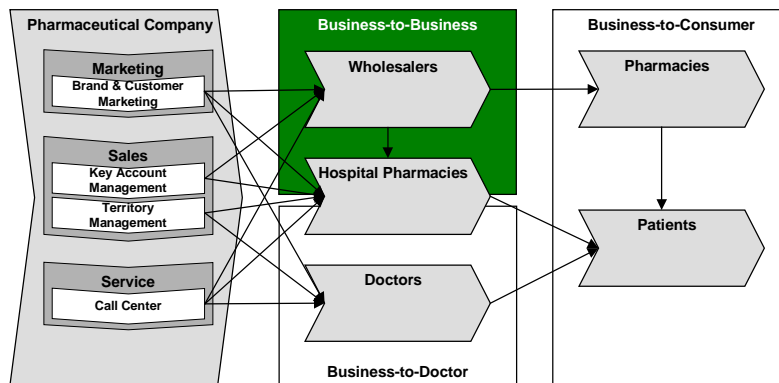 Pharmaceutical Company
Marketing
Brand & Customer
Marketing
Sales
Key Account
Management
Territory
Management
Service
Call Center
Business-to-Business
Wholesalers
Hospital Pharmacies
Doctors
Business-to-Doctor
Business-to-Consumer
Pharmacies
Patients